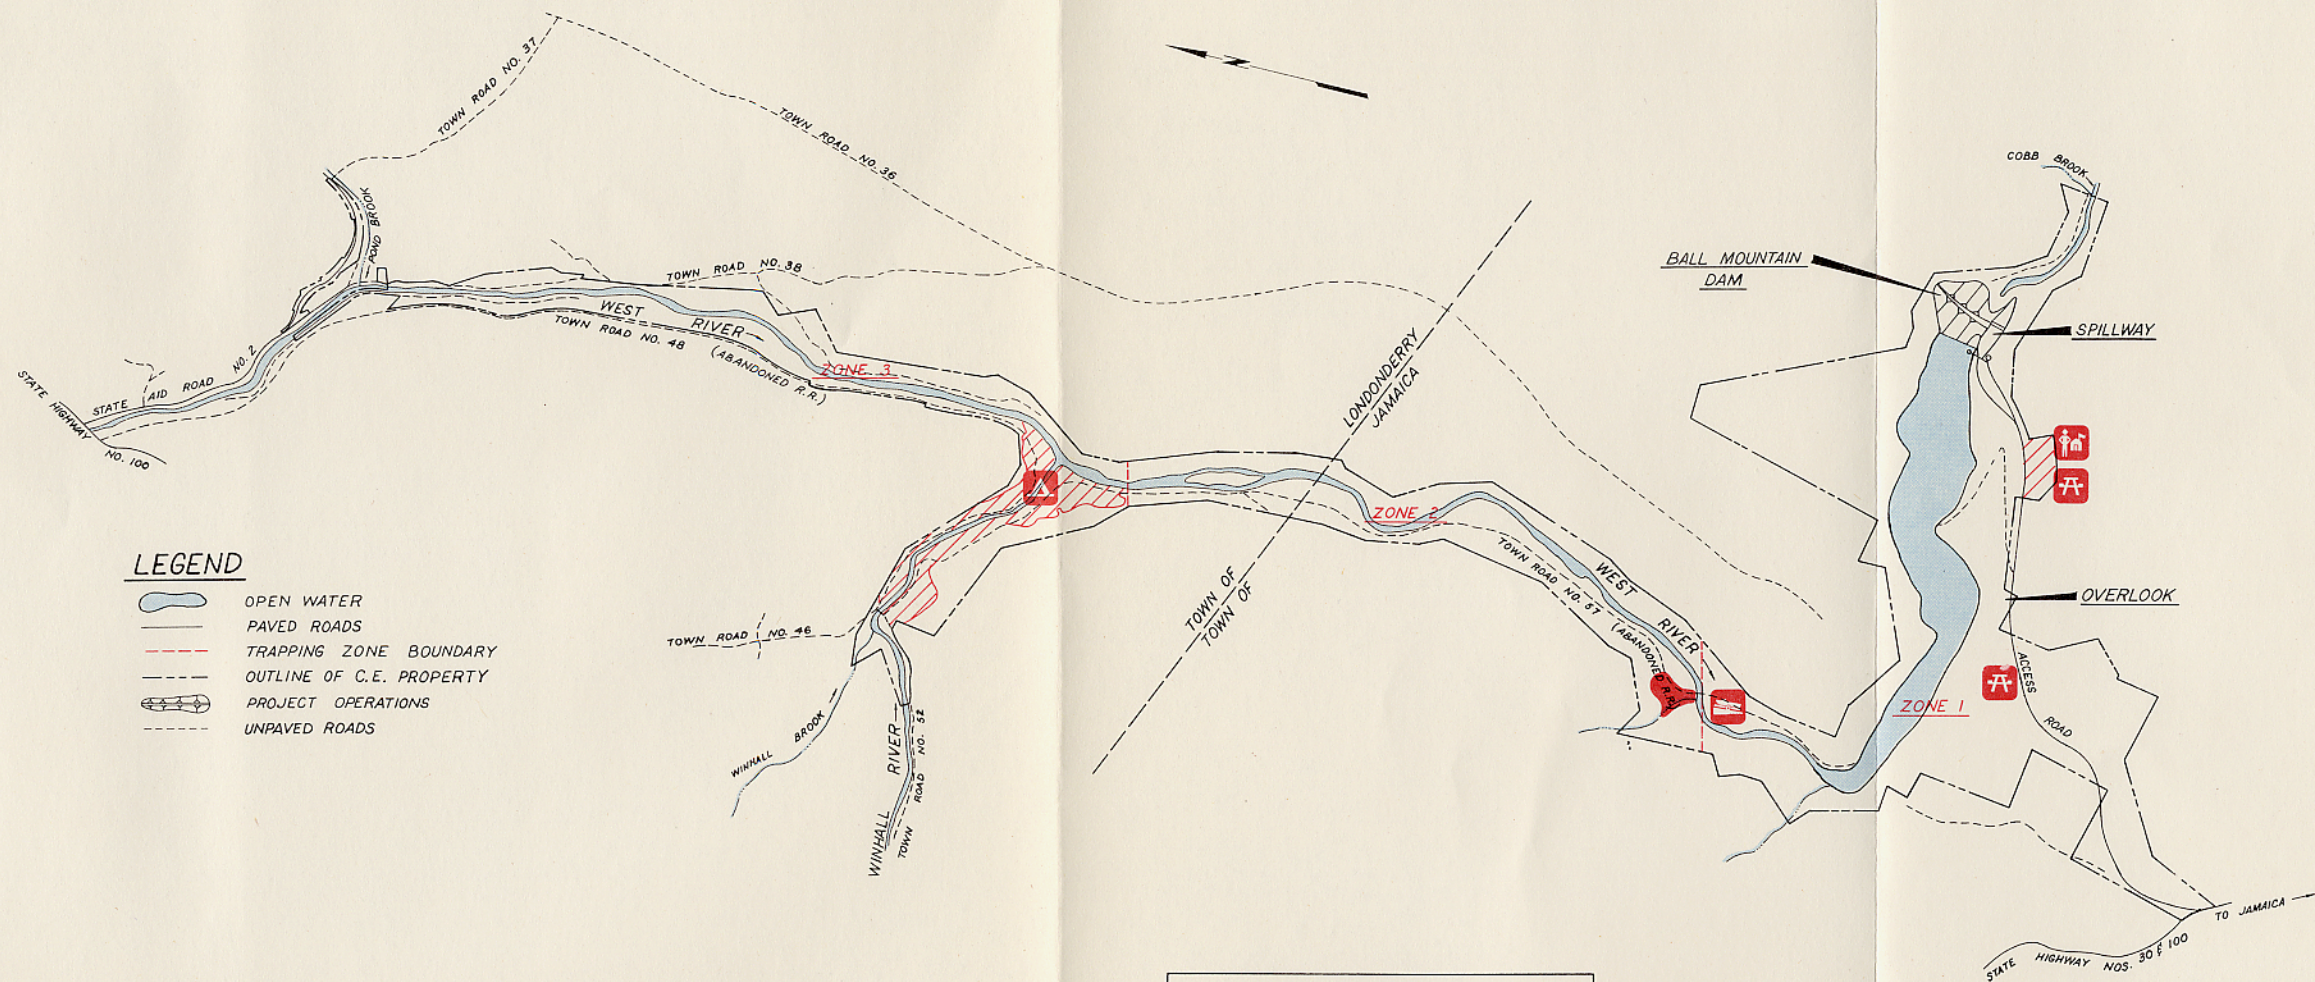 TOWN ROAD NO. 37
TOWN ROAD NO. 36
N
COBB BROOK
POND BROOK
BALL MOUNTAIN
DAM
TOWN ROAD NO. 38
WEST RIVER
TOWN ROAD NO. 48
(ABANDONED R.R.)
SPILLWAY
STATE AID ROAD NO. 2
STATE HIGHWAY
NO. 100
ZONE 3
LONDONDERRY
JAMAICA
TOWN OF
TOWN OF
ZONE 2
TOWN ROAD NO. 57
(ABANDONED R.R.)
WEST RIVER
LEGEND
OPEN WATER
PAVED ROADS
TRAPPING ZONE BOUNDARY
OUTLINE OF C.E. PROPERTY
PROJECT OPERATIONS
UNPAVED ROADS
TOWN ROAD NO. 46
WINHALL BROOK
WINHALL RIVER
TOWN ROAD NO. 52
OVERLOOK
ZONE 1
ACCESS ROAD
TO JAMAICA
STATE HIGHWAY NOS. 30 & 100